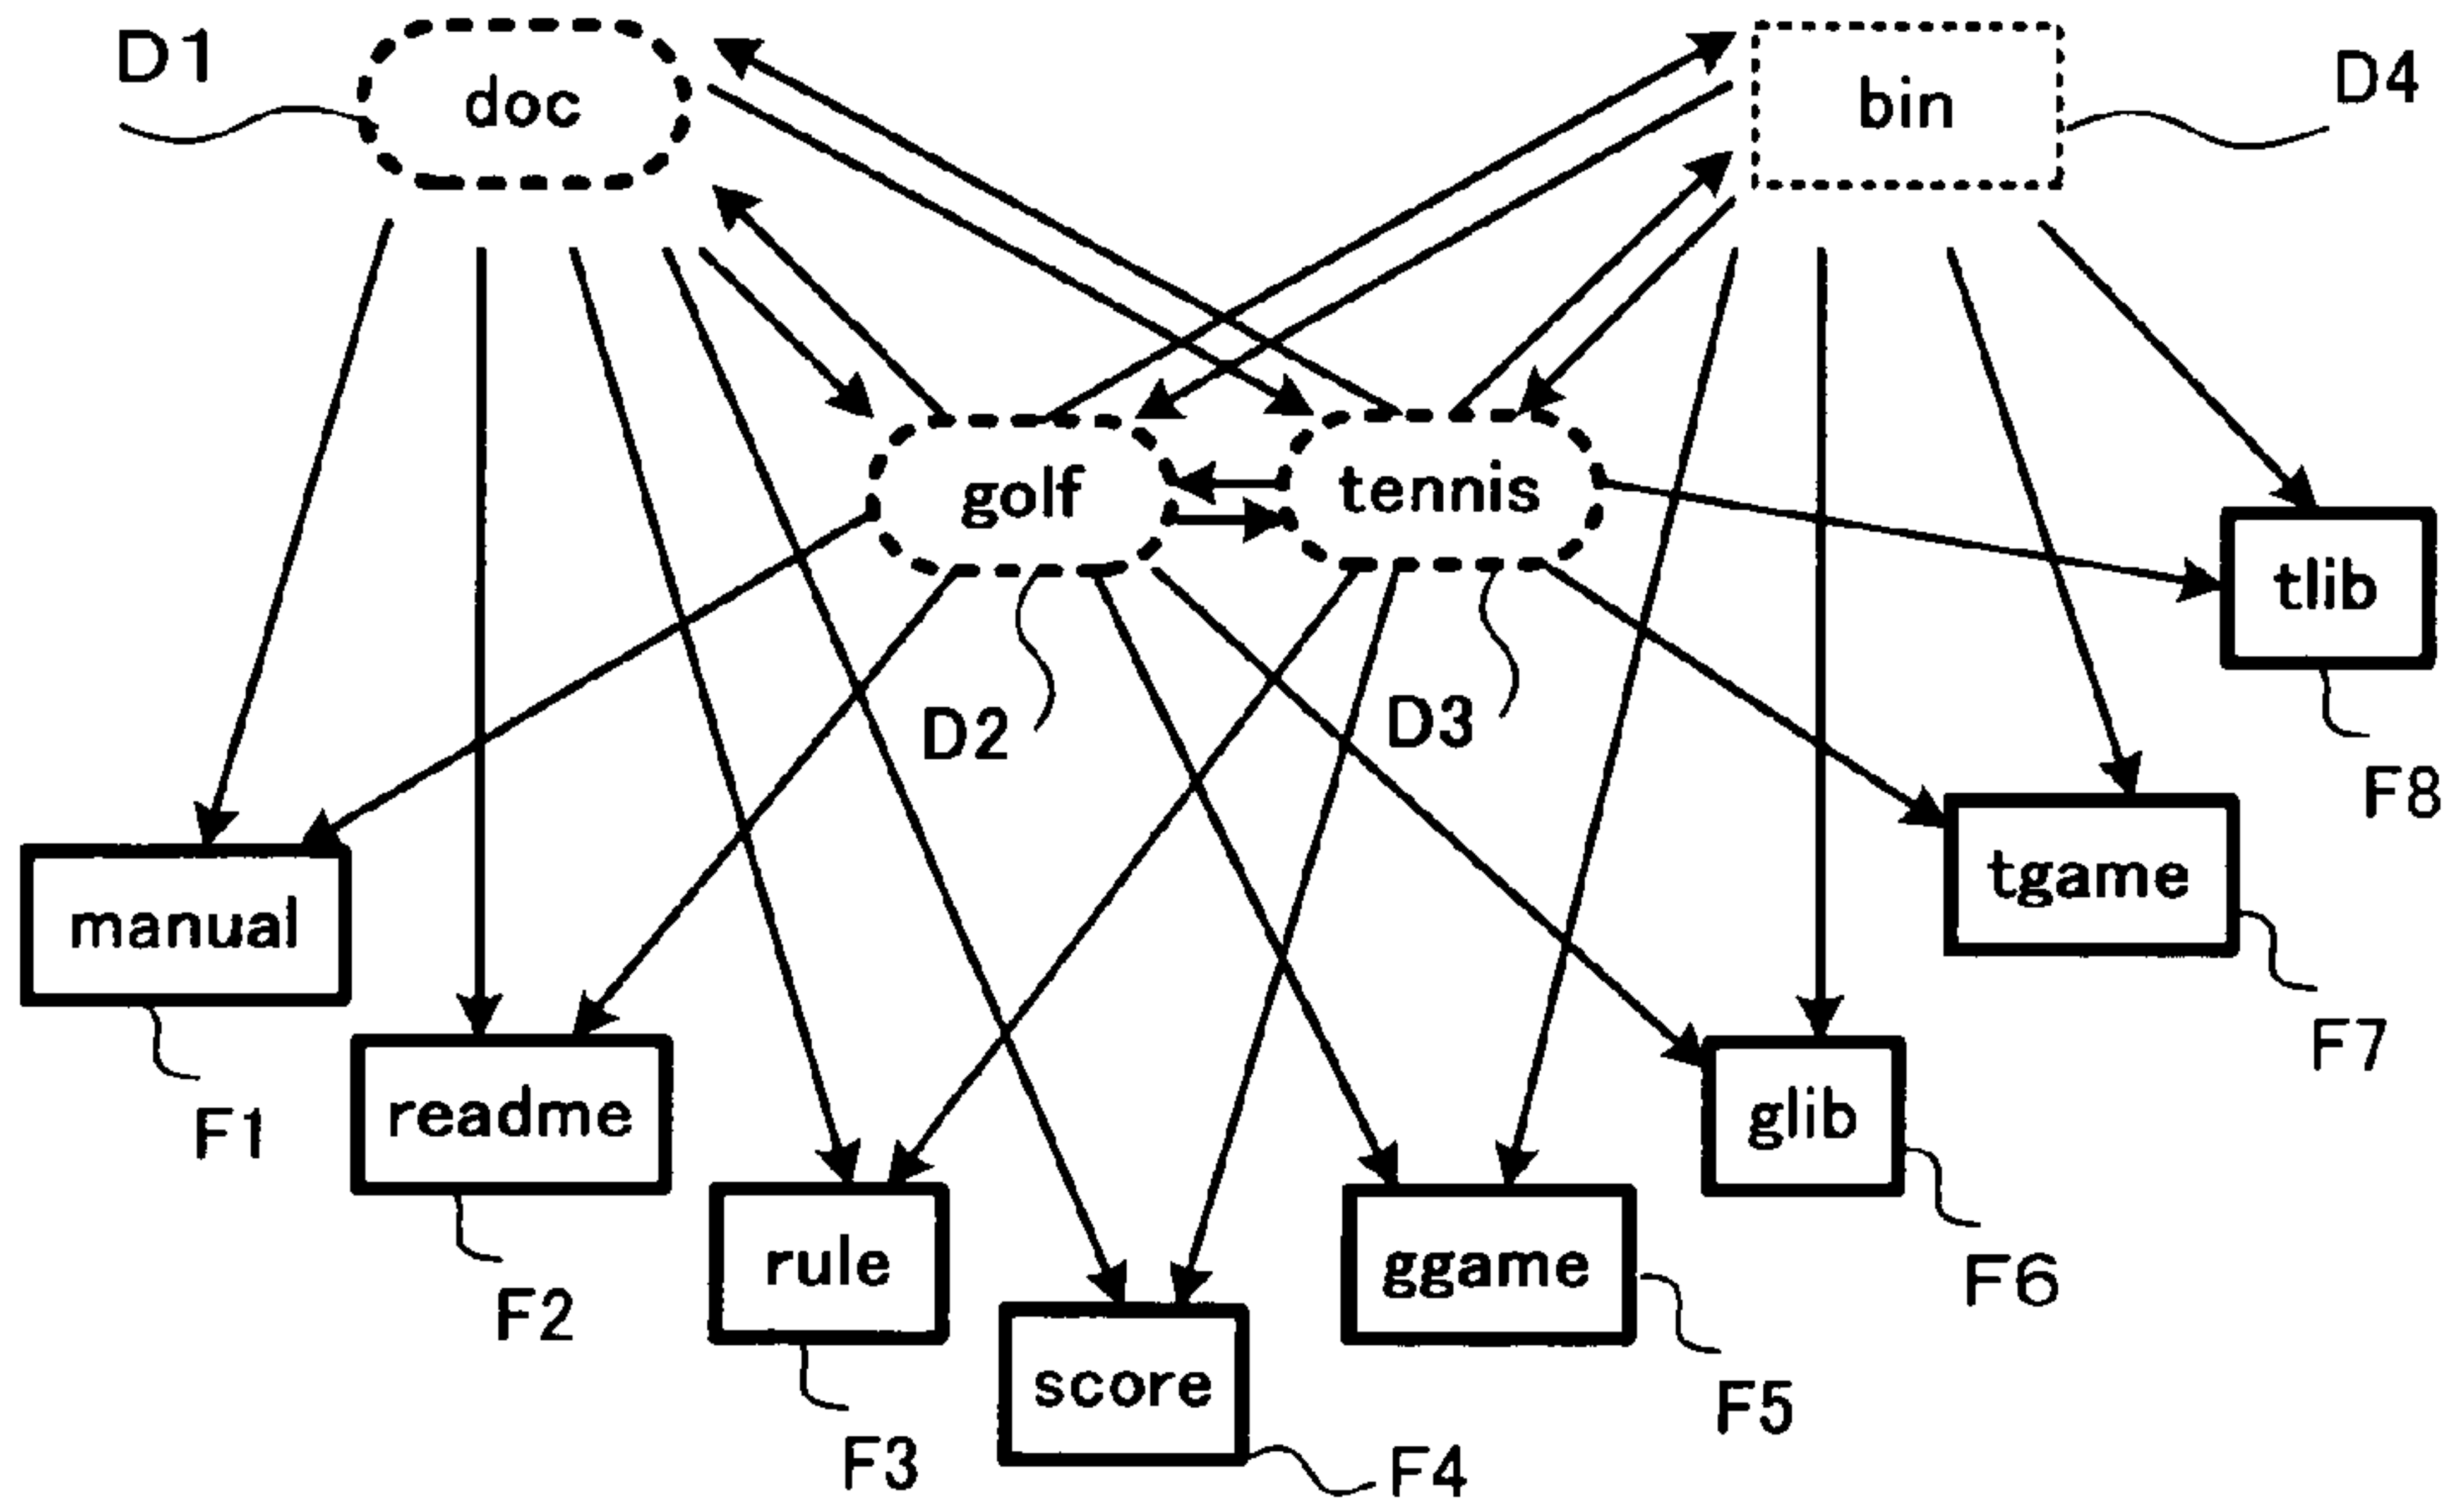 D1
doc
bin
D4
golf
tennis
tlib
D2
D3
F8
manual
tgame
F7
F1
readme
glib
F2
rule
ggame
F6
F3
score
F5
F4